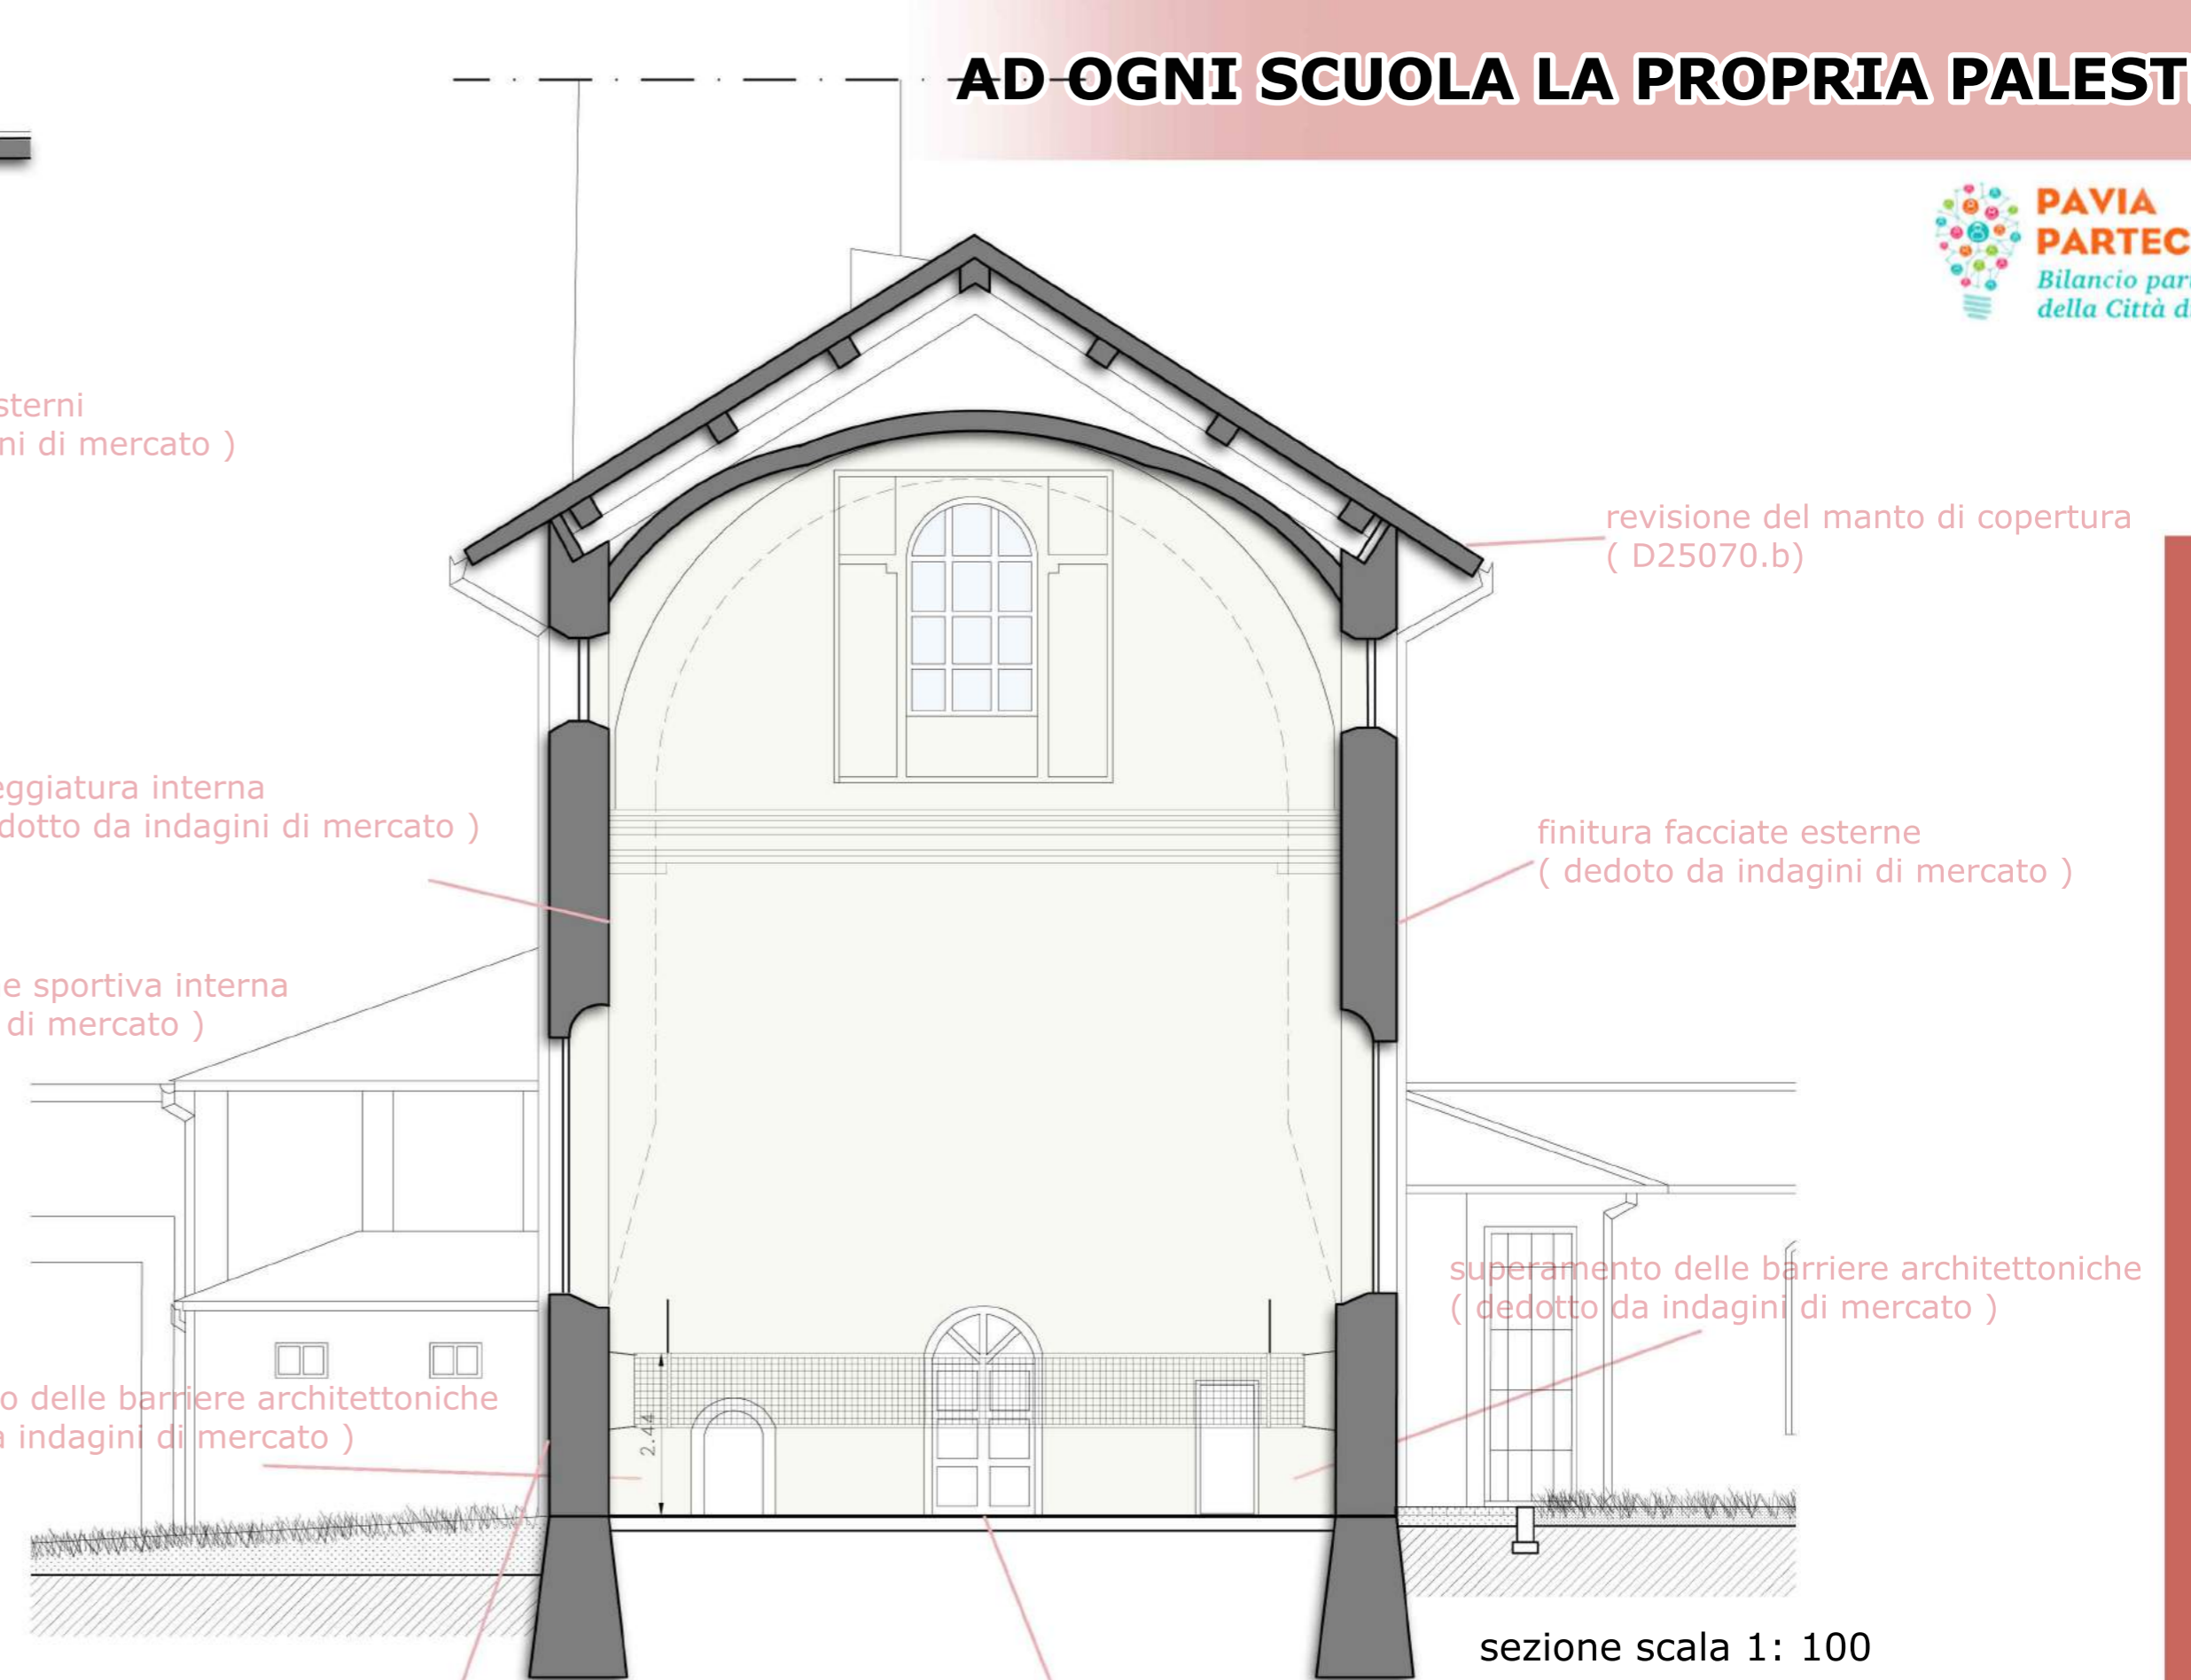 AD OGNI SCUOLA LA PROPRIA PALEST
PAVIA
PARTEC
Bilancio par
della Città d
sterni
ni di mercato )
revisione del manto di copertura
( D25070.b)
eggiatura interna
dotto da indagini di mercato )
finitura facciate esterne
( dedoto da indagini di mercato )
e sportiva interna
di mercato )
superamento delle barriere architettoniche
( dedotto da indagini di mercato )
o delle barriere architettoniche
a indagini di mercato )
2.44
sezione scala 1: 100